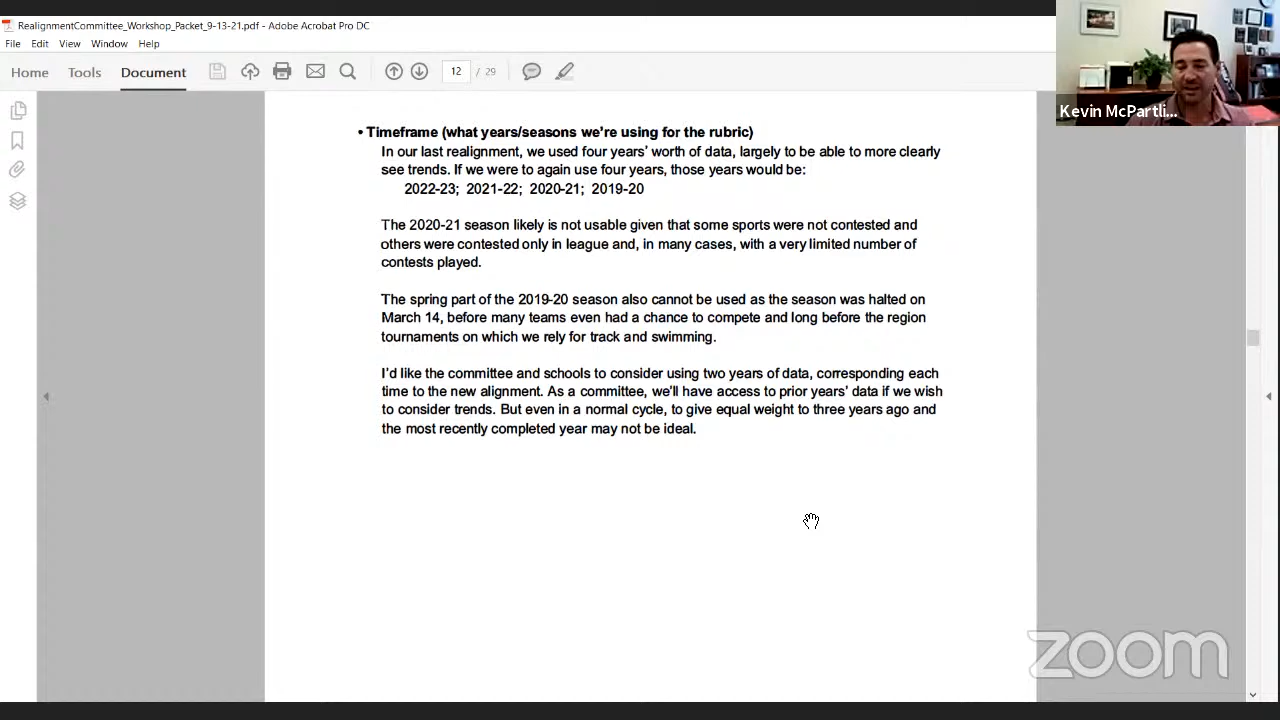 RealignmentCommittee_Workshop_Packet_9-13-21.pdf - Adobe Acrobat Pro DC
File Edit View Window Help
Home Tools Document 12 / 29
Kevin McPartli...
• Timeframe (what years/seasons we're using for the rubric)
In our last realignment, we used four years' worth of data, largely to be able to more clearly
see trends. If we were to again use four years, those years would be:
2022-23; 2021-22; 2020-21; 2019-20
The 2020-21 season likely is not usable given that some sports were not contested and
others were contested only in league and, in many cases, with a very limited number of
contests played.
The spring part of the 2019-20 season also cannot be used as the season was halted on
March 14, before many teams even had a chance to compete and long before the region
tournaments on which we rely for track and swimming.
I'd like the committee and schools to consider using two years of data, corresponding each
time to the new alignment. As a committee, we'll have access to prior years' data if we wish
to consider trends. But even in a normal cycle, to give equal weight to three years ago and
the most recently completed year may not be ideal.
zoom